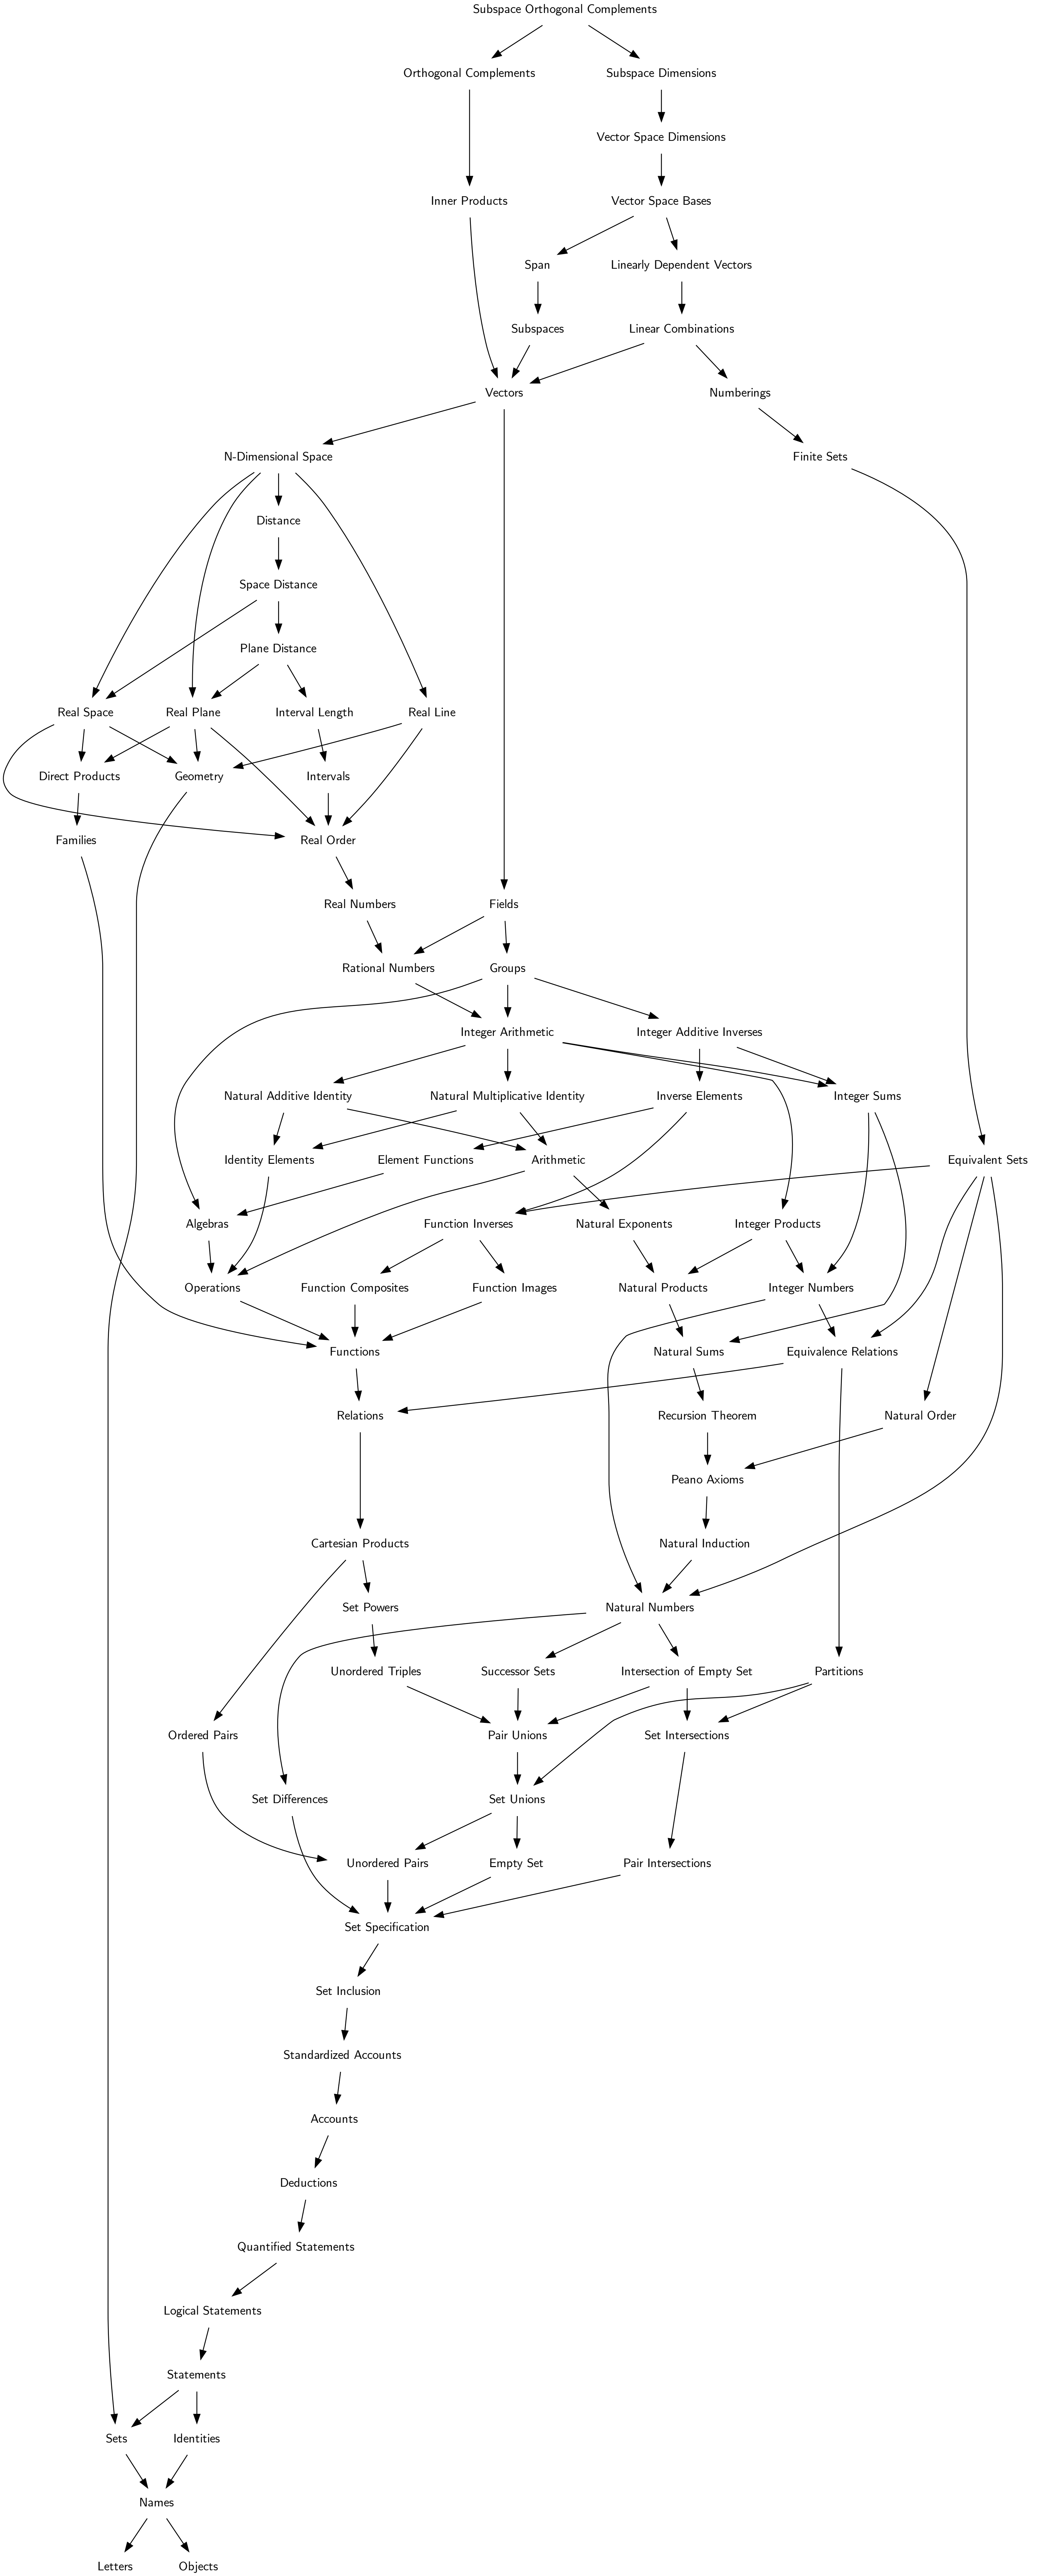 Subspace Orthogonal Complements
Orthogonal Complements
Subspace Dimensions
Vector Space Dimensions
Inner Products
Vector Space Bases
Span
Linearly Dependent Vectors
Subspaces
Linear Combinations
Vectors
Numberings
N-Dimensional Space
Finite Sets
Distance
Space Distance
Plane Distance
Real Space
Real Plane
Interval Length
Real Line
Direct Products
Geometry
Intervals
Families
Real Order
Real Numbers
Fields
Rational Numbers
Groups
Integer Arithmetic
Integer Additive Inverses
Natural Additive Identity
Natural Multiplicative Identity
Inverse Elements
Integer Sums
Identity Elements
Element Functions
Arithmetic
Equivalent Sets
Algebras
Function Inverses
Natural Exponents
Integer Products
Operations
Function Composites
Function Images
Natural Products
Integer Numbers
Functions
Natural Sums
Equivalence Relations
Relations
Recursion Theorem
Natural Order
Peano Axioms
Cartesian Products
Natural Induction
Set Powers
Natural Numbers
Unordered Triples
Successor Sets
Intersection of Empty Set
Partitions
Ordered Pairs
Pair Unions
Set Intersections
Set Differences
Set Unions
Unordered Pairs
Empty Set
Pair Intersections
Set Specification
Set Inclusion
Standardized Accounts
Accounts
Deductions
Quantified Statements
Logical Statements
Statements
Sets
Identities
Names
Letters
Objects